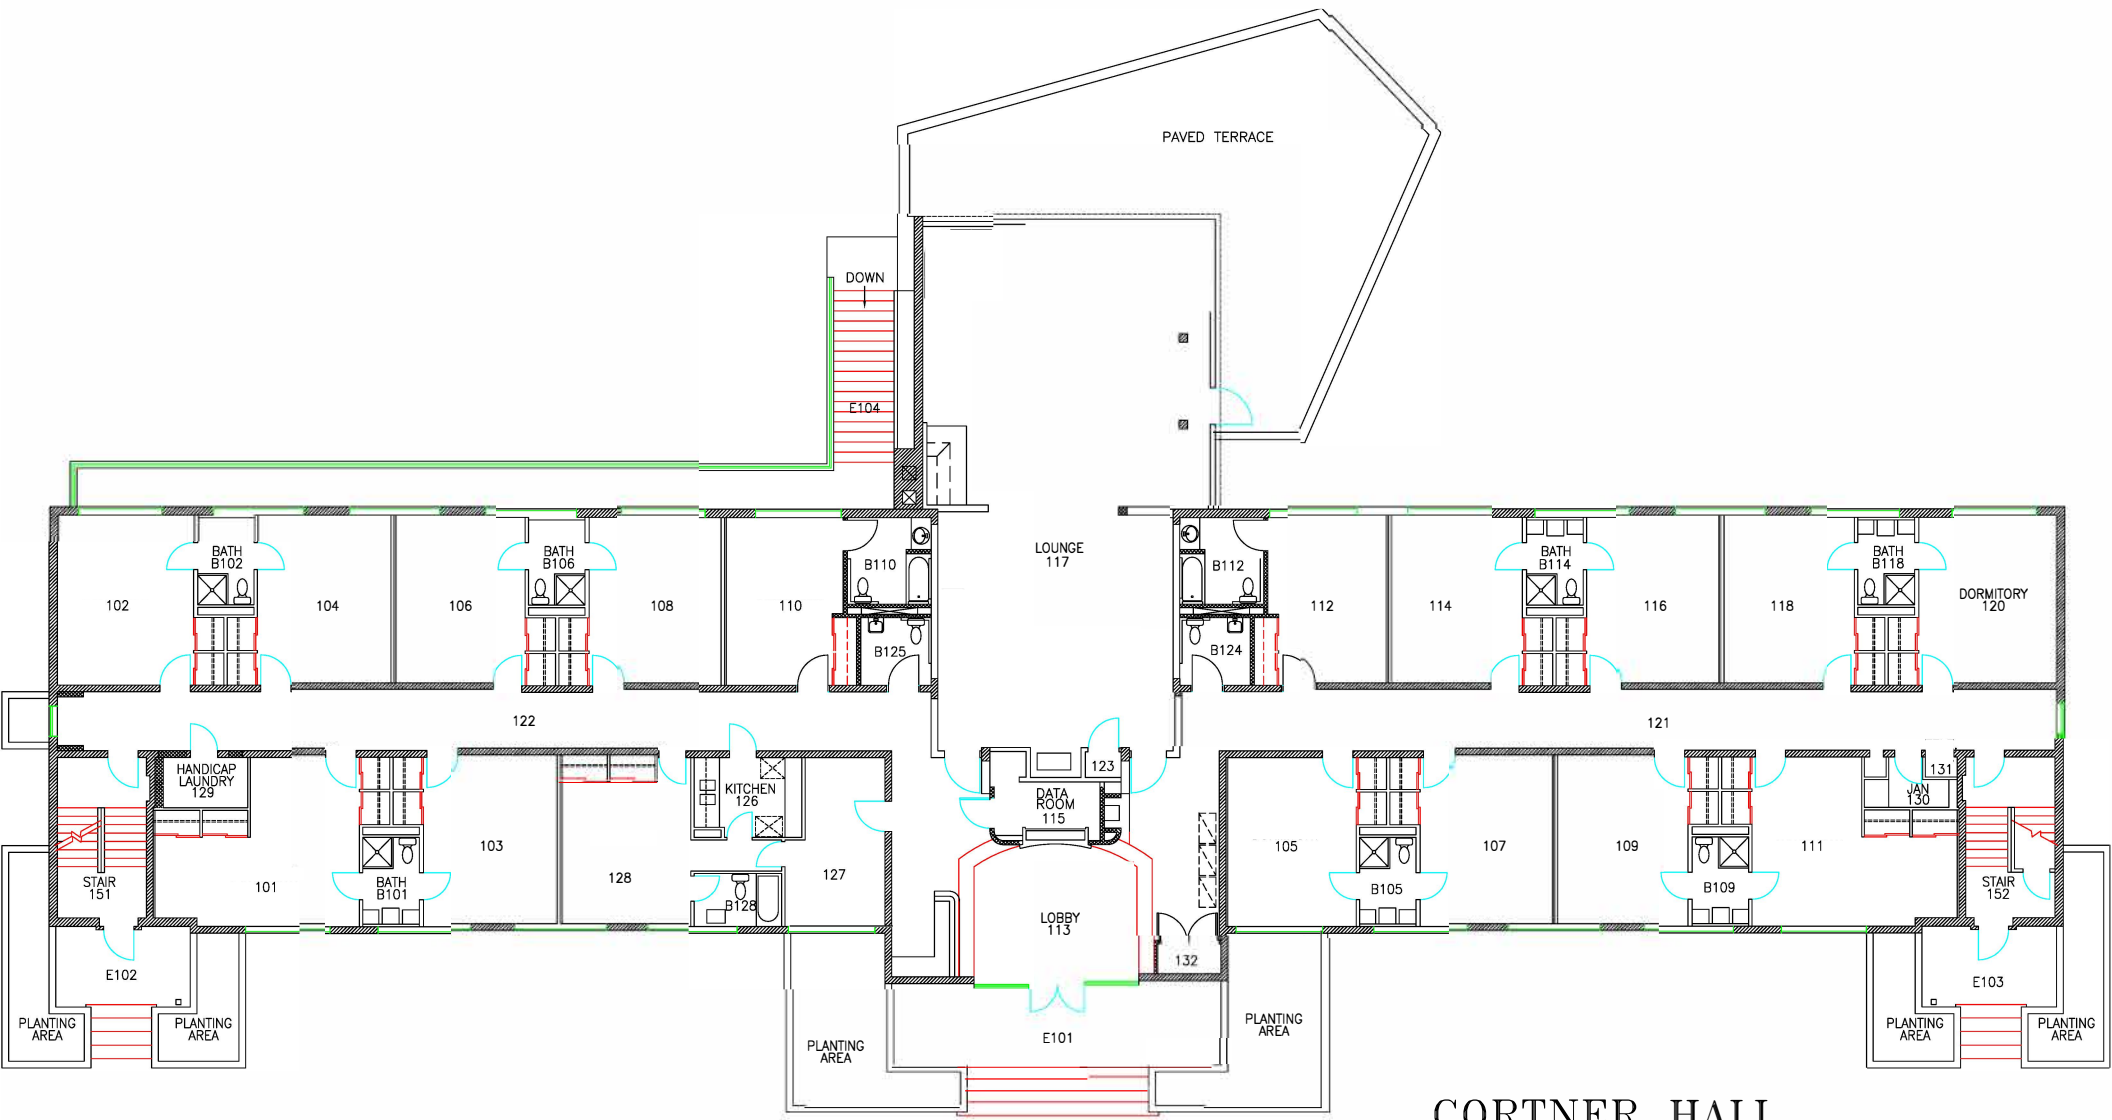 PAVED TERRACE
DOWN
E104
LOUNGE
117
BATH
B102
BATH
B106
B110
B112
BATH
B114
BATH
B118
102
104
106
108
110
112
114
116
118
DORMITORY
120
B125
B124
122
121
HANDICAP
LAUNDRY
129
KITCHEN
126
123
DATA
ROOM
115
131
JAN
130
101
BATH
B101
103
128
B128
127
105
B105
107
109
B109
111
STAIR
151
STAIR
152
LOBBY
113
132
E102
E103
E101
PLANTING
AREA
PLANTING
AREA
PLANTING
AREA
PLANTING
AREA
PLANTING
AREA
PLANTING
AREA
CORTNER HALL